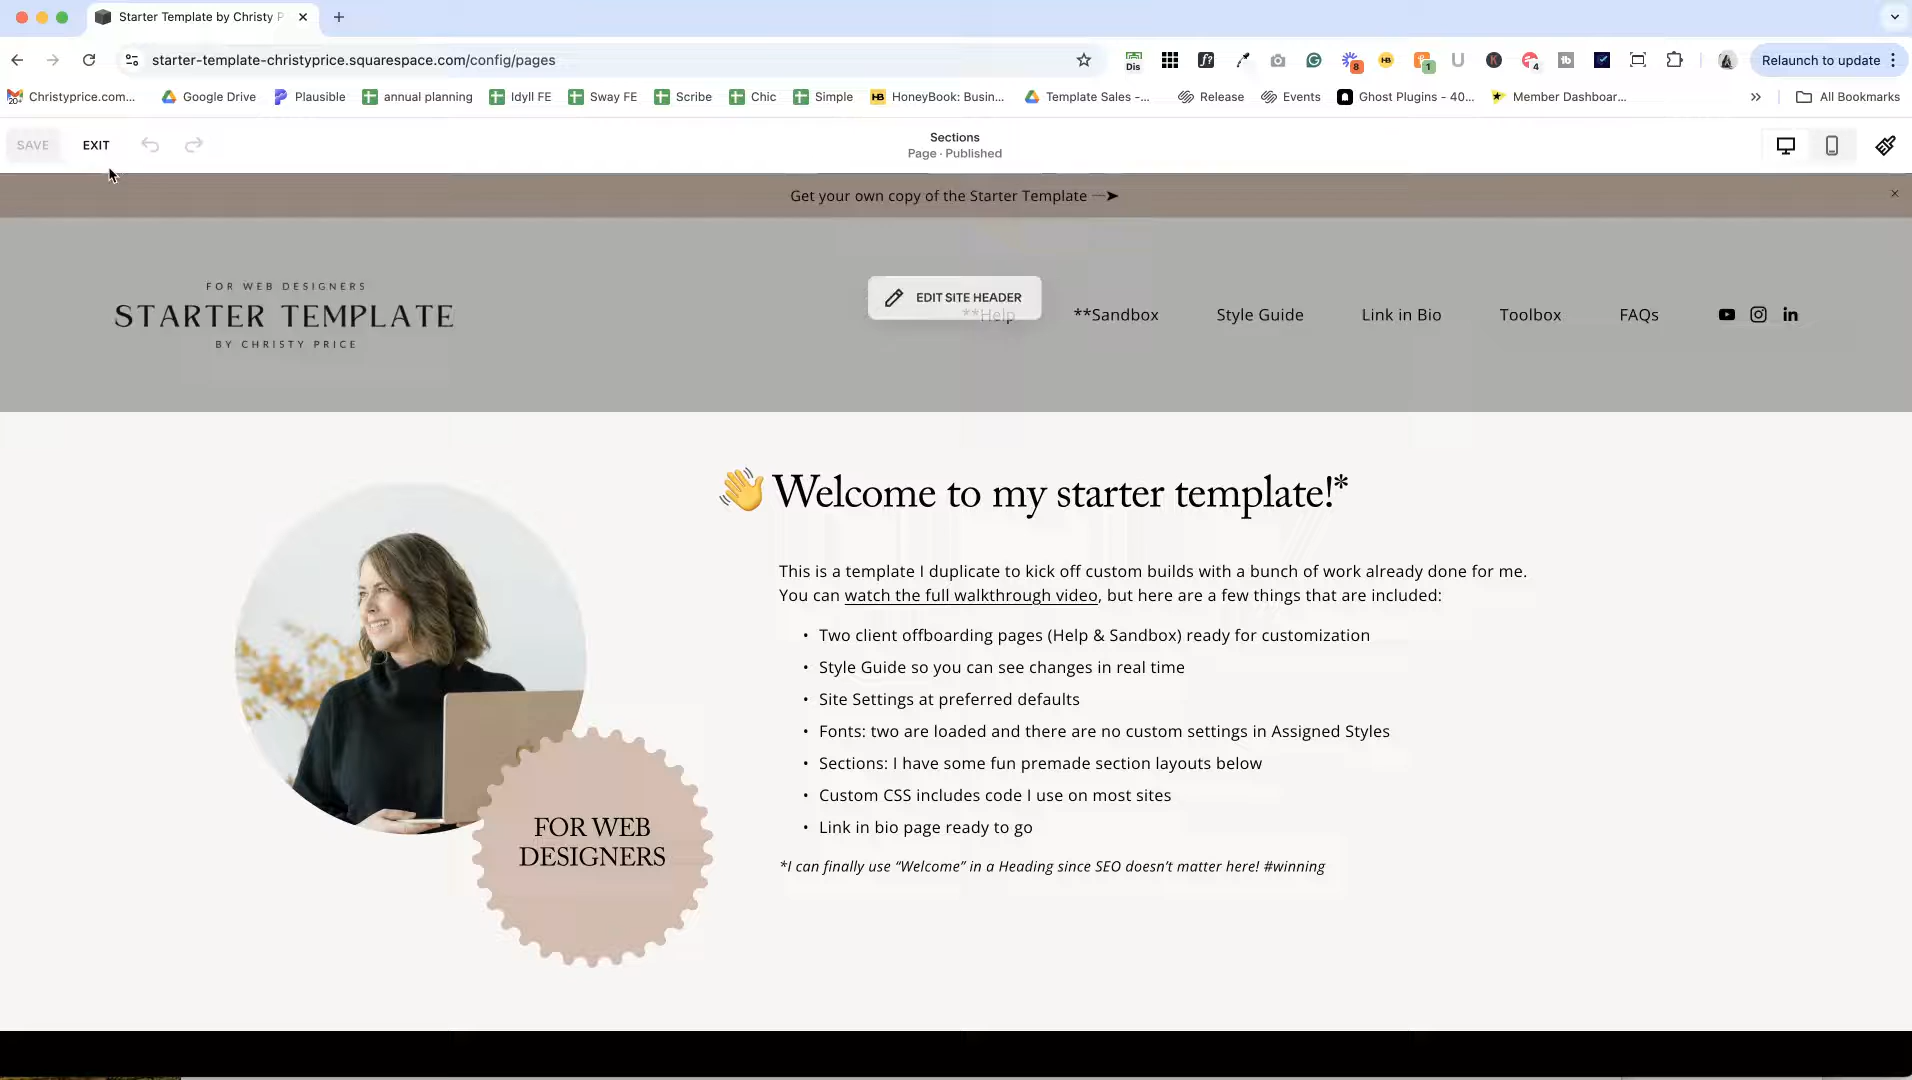 Starter Template by Christy P
starter-template-christyprice.squarespace.com/config/pages
Dis
8
1
4
Relaunch to update
Christyprice.com...
Google Drive
Plausible
annual planning
Idyll FE
Sway FE
Scribe
Chic
Simple
HoneyBook: Busin...
Template Sales -...
Release
Events
Ghost Plugins - 40...
Member Dashboar...
All Bookmarks
SAVE
EXIT
Sections
Page · Published
Get your own copy of the Starter Template
FOR WEB DESIGNERS
STARTER TEMPLATE
BY CHRISTY PRICE
EDIT SITE HEADER
**Help
**Sandbox
Style Guide
Link in Bio
Toolbox
FAQs
👋 Welcome to my starter template!*
This is a template I duplicate to kick off custom builds with a bunch of work already done for me.
You can watch the full walkthrough video, but here are a few things that are included:
• Two client offboarding pages (Help & Sandbox) ready for customization
• Style Guide so you can see changes in real time
• Site Settings at preferred defaults
• Fonts: two are loaded and there are no custom settings in Assigned Styles
• Sections: I have some fun premade section layouts below
• Custom CSS includes code I use on most sites
• Link in bio page ready to go
*I can finally use “Welcome” in a Heading since SEO doesn’t matter here! #winning
FOR WEB
DESIGNERS